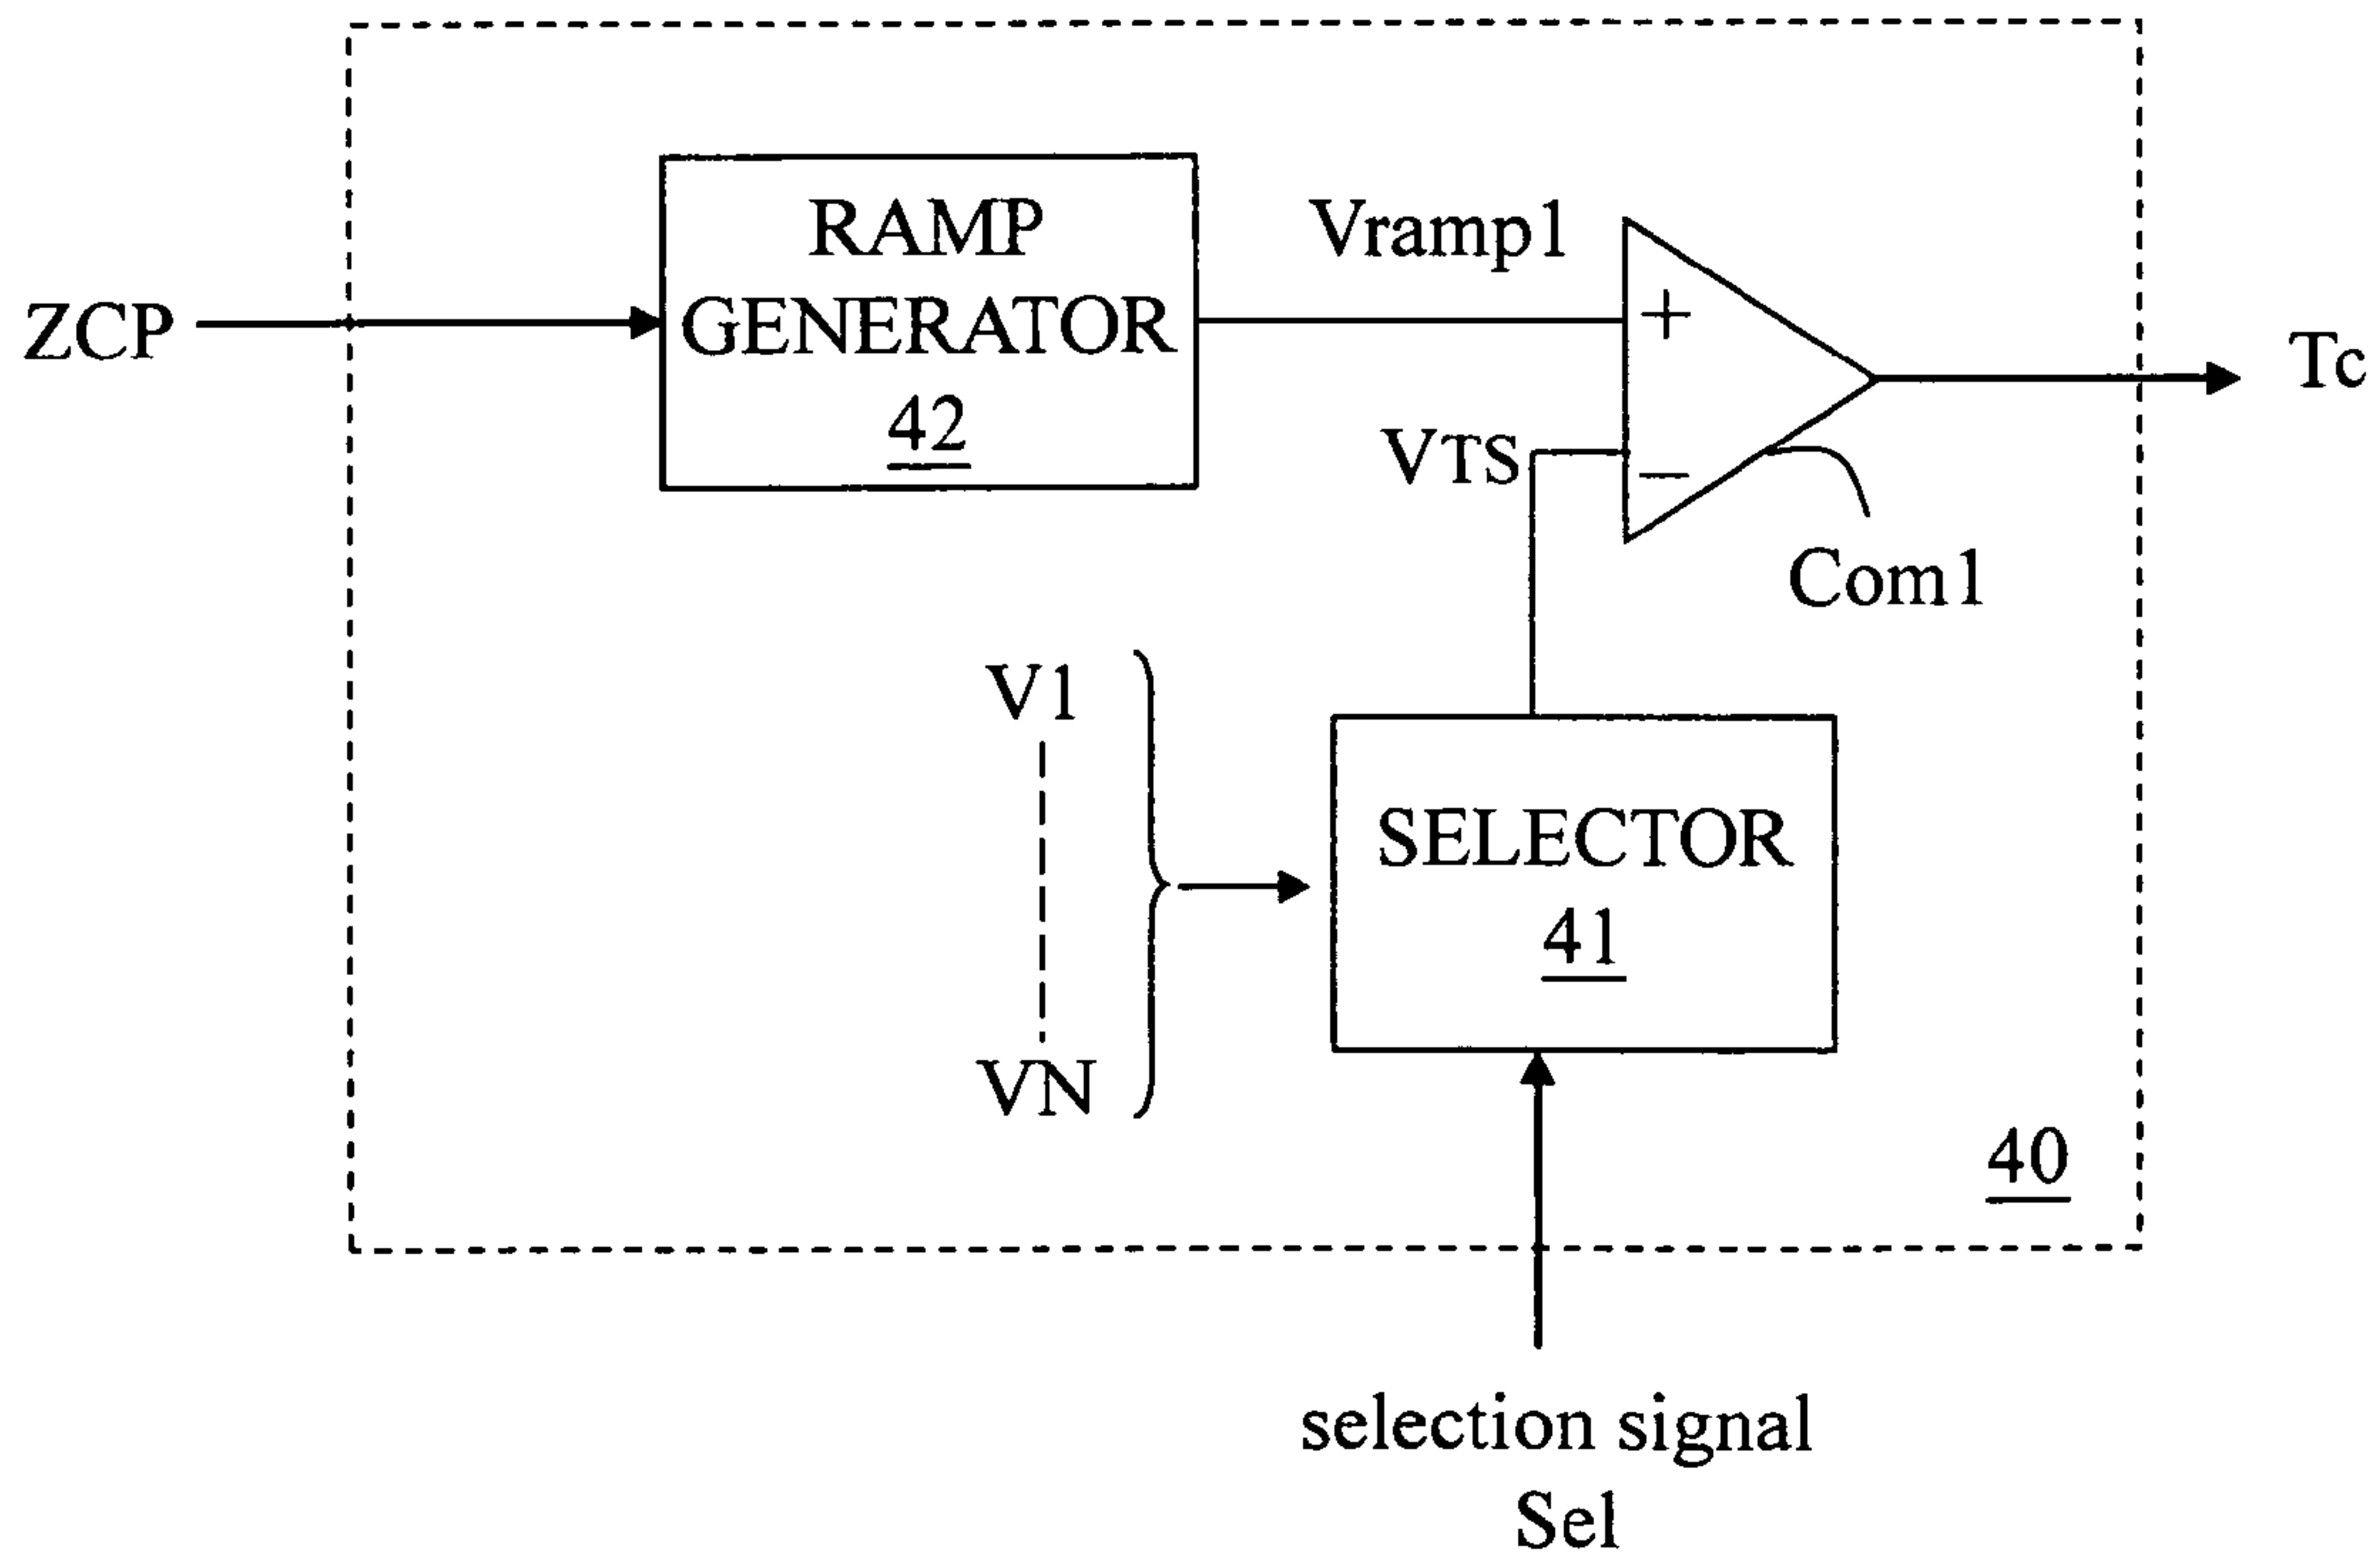 ZCP
RAMP
GENERATOR
42
Vramp1
+
VTS
−
Com1
Tc
V1
VN
SELECTOR
41
40
selection signal
Sel